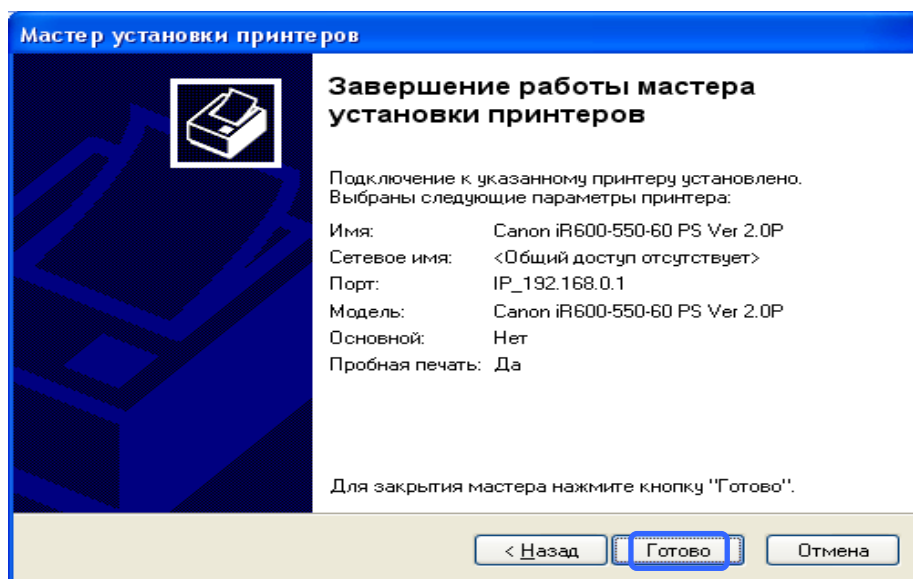 Мастер установки принтеров
Завершение работы мастера
установки принтеров
Подключение к указанному принтеру установлено.
Выбраны следующие параметры принтера:
Имя: Canon iR600-550-60 PS Ver 2.0P
Сетевое имя: <Общий доступ отсутствует>
Порт: IP_192.168.0.1
Модель: Canon iR600-550-60 PS Ver 2.0P
Основной: Нет
Пробная печать: Да
Для закрытия мастера нажмите кнопку "Готово".
< Назад Готово Отмена